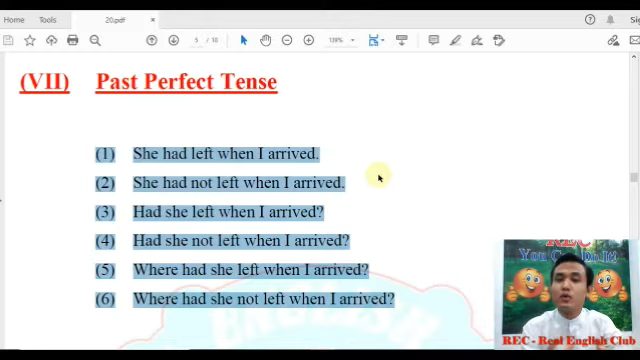 Home Tools 20.pdf × Sig
5 / 10 139%
(VII) Past Perfect Tense
(1) She had left when I arrived.
(2) She had not left when I arrived.
(3) Had she left when I arrived?
(4) Had she not left when I arrived?
(5) Where had she left when I arrived?
(6) Where had she not left when I arrived?
ENGLISH
REC
You Can Do It!
REC - Real English Club